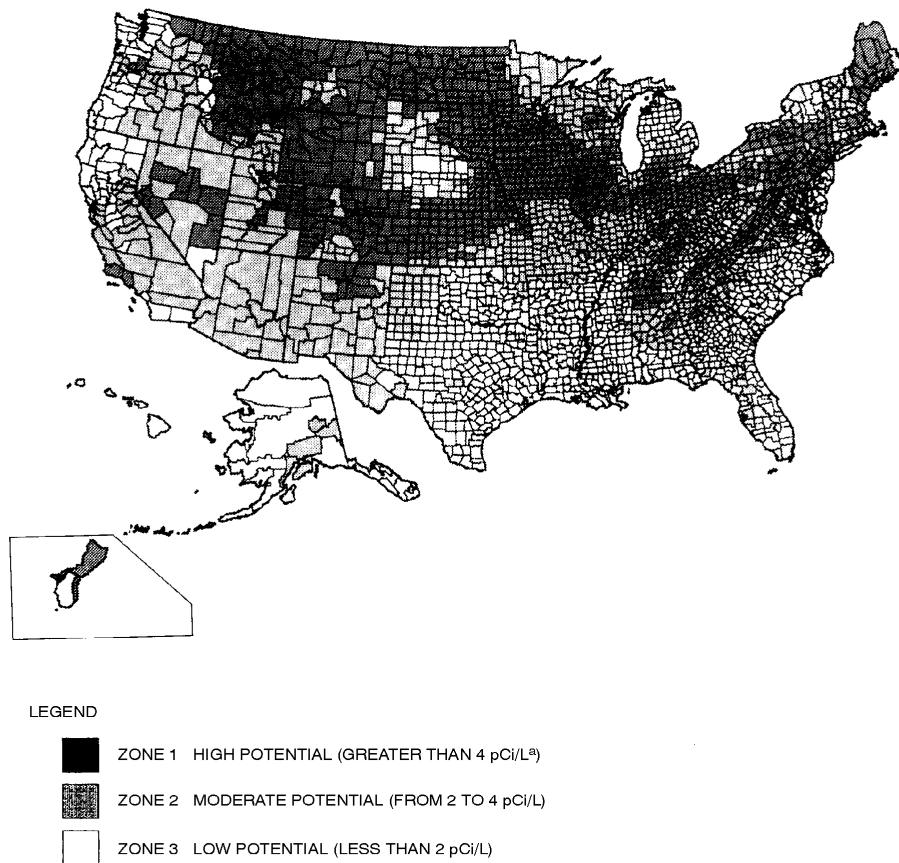 LEGEND
ZONE 1 HIGH POTENTIAL (GREATER THAN 4 pCi/Lª)
ZONE 2 MODERATE POTENTIAL (FROM 2 TO 4 pCi/L)
ZONE 3 LOW POTENTIAL (LESS THAN 2 pCi/L)